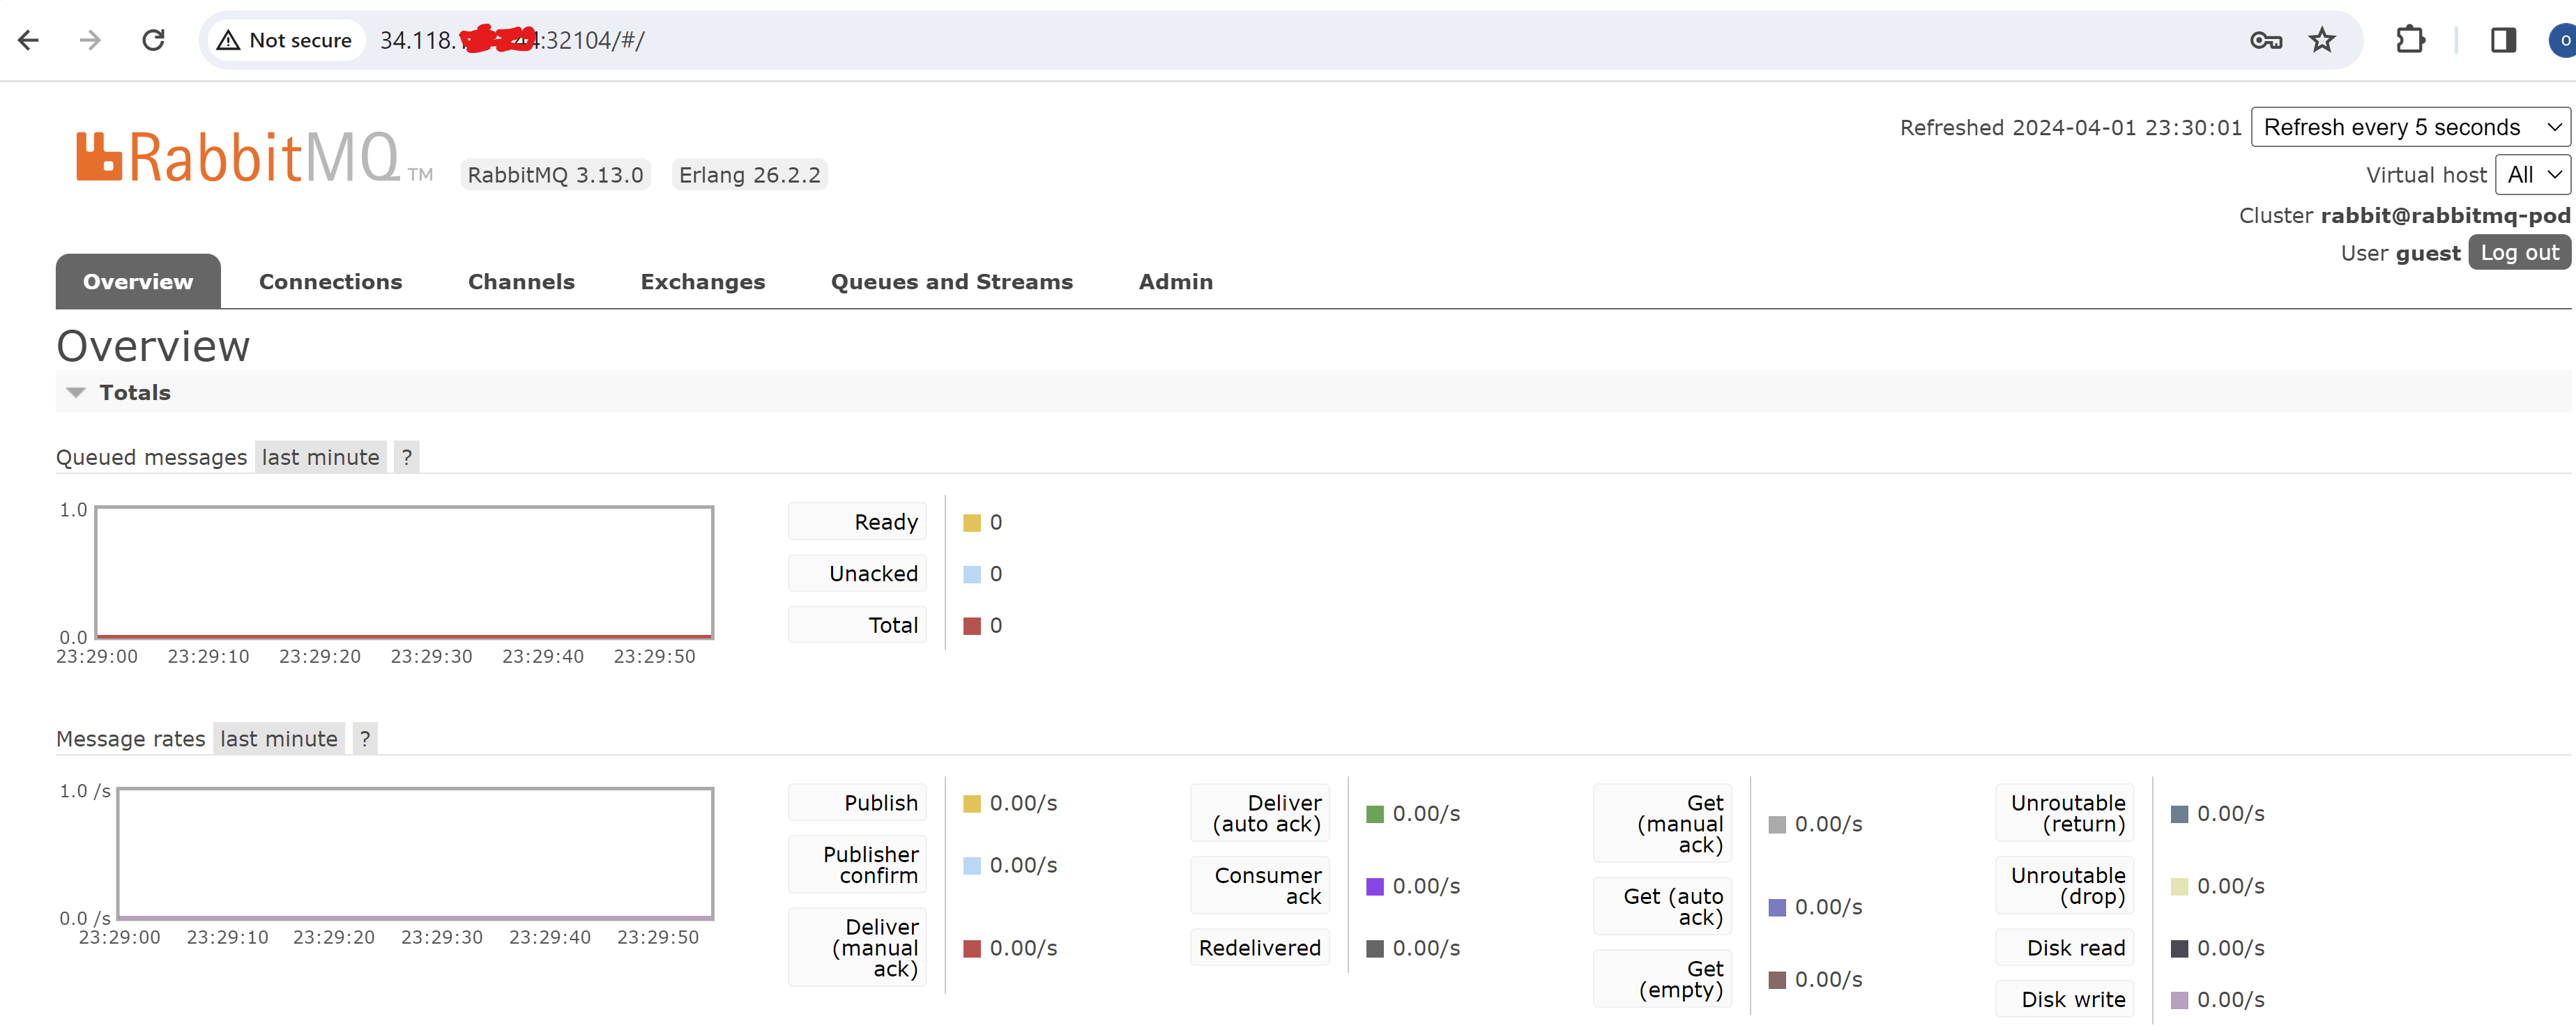 Not secure 34.118. :32104/#/
Refreshed 2024-04-01 23:30:01 Refresh every 5 seconds
RabbitMQ TM RabbitMQ 3.13.0 Erlang 26.2.2
Virtual host All
Cluster rabbit@rabbitmq-pod
User guest Log out
Overview Connections Channels Exchanges Queues and Streams Admin
Overview
Totals
Queued messages last minute ?
1.0
0.0
23:29:00 23:29:10 23:29:20 23:29:30 23:29:40 23:29:50
Ready 0
Unacked 0
Total 0
Message rates last minute ?
1.0 /s
0.0 /s
23:29:00 23:29:10 23:29:20 23:29:30 23:29:40 23:29:50
Publish 0.00/s
Publisher
confirm 0.00/s
Deliver
(manual
ack) 0.00/s
Deliver
(auto ack) 0.00/s
Consumer
ack 0.00/s
Redelivered 0.00/s
Get
(manual
ack) 0.00/s
Get (auto
ack) 0.00/s
Get
(empty) 0.00/s
Unroutable
(return) 0.00/s
Unroutable
(drop) 0.00/s
Disk read 0.00/s
Disk write 0.00/s